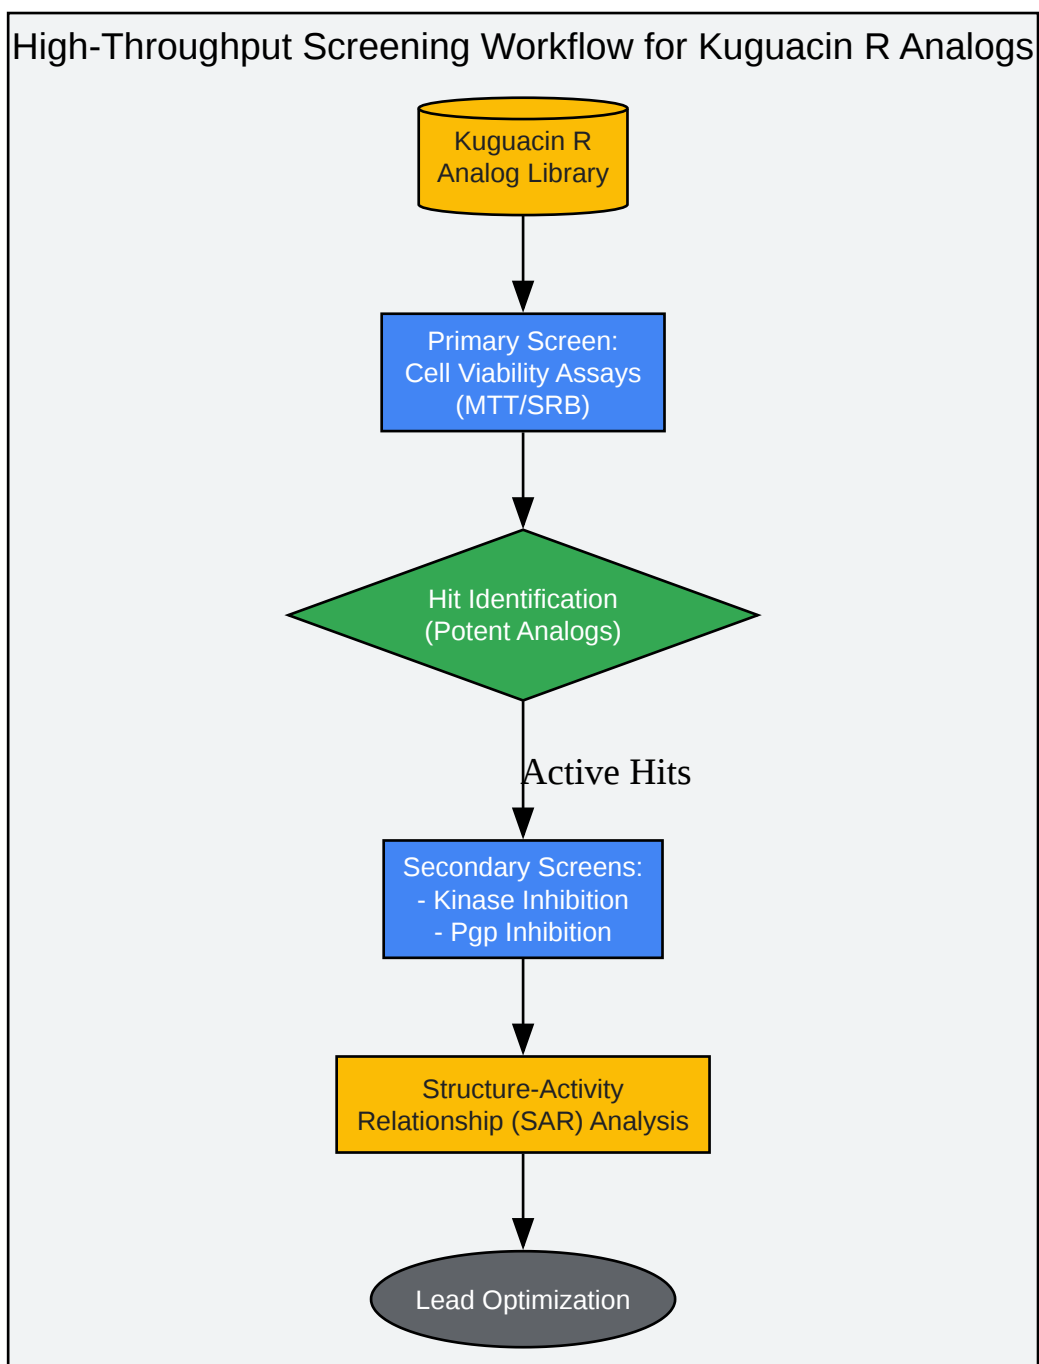 High-Throughput Screening Workflow for Kuguacin R Analogs
Kuguacin R
Analog Library
Primary Screen:
Cell Viability Assays
(MTT/SRB)
Hit Identification
(Potent Analogs)
Active Hits
Secondary Screens:
- Kinase Inhibition
- Pgp Inhibition
Structure-Activity
Relationship (SAR) Analysis
Lead Optimization